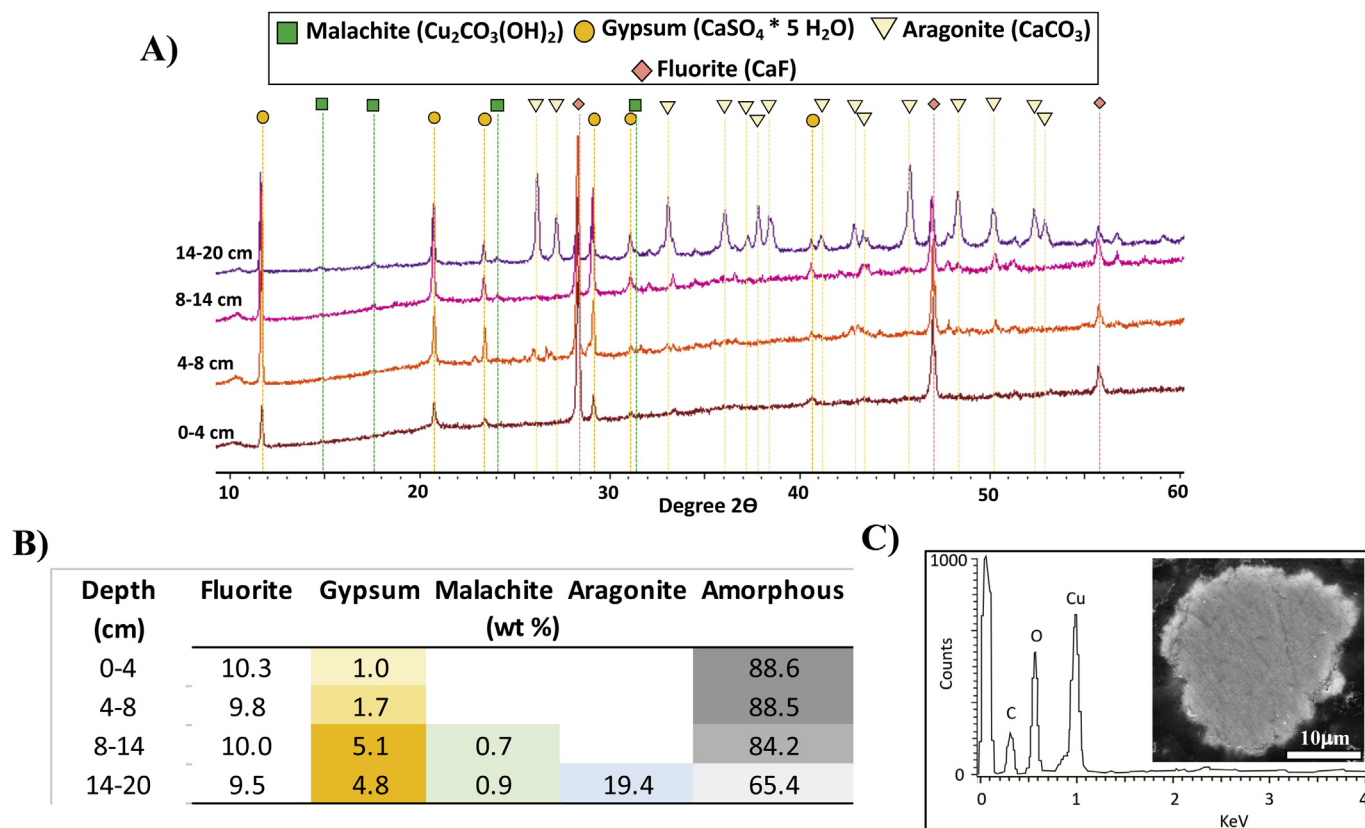 A)
Malachite (Cu₂CO₃(OH)₂) Gypsum (CaSO₄ * 5 H₂O) Aragonite (CaCO₃)
Fluorite (CaF)
14-20 cm
8-14 cm
4-8 cm
0-4 cm
10 20 30 40 50 60
Degree 2Θ
B)
Depth Fluorite Gypsum Malachite Aragonite Amorphous
(cm) (wt %)
0-4 10.3 1.0 88.6
4-8 9.8 1.7 88.5
8-14 10.0 5.1 0.7 84.2
14-20 9.5 4.8 0.9 19.4 65.4
C)
1000
Counts
0
C
O
Cu
10μm
0 1 2 3 4
KeV